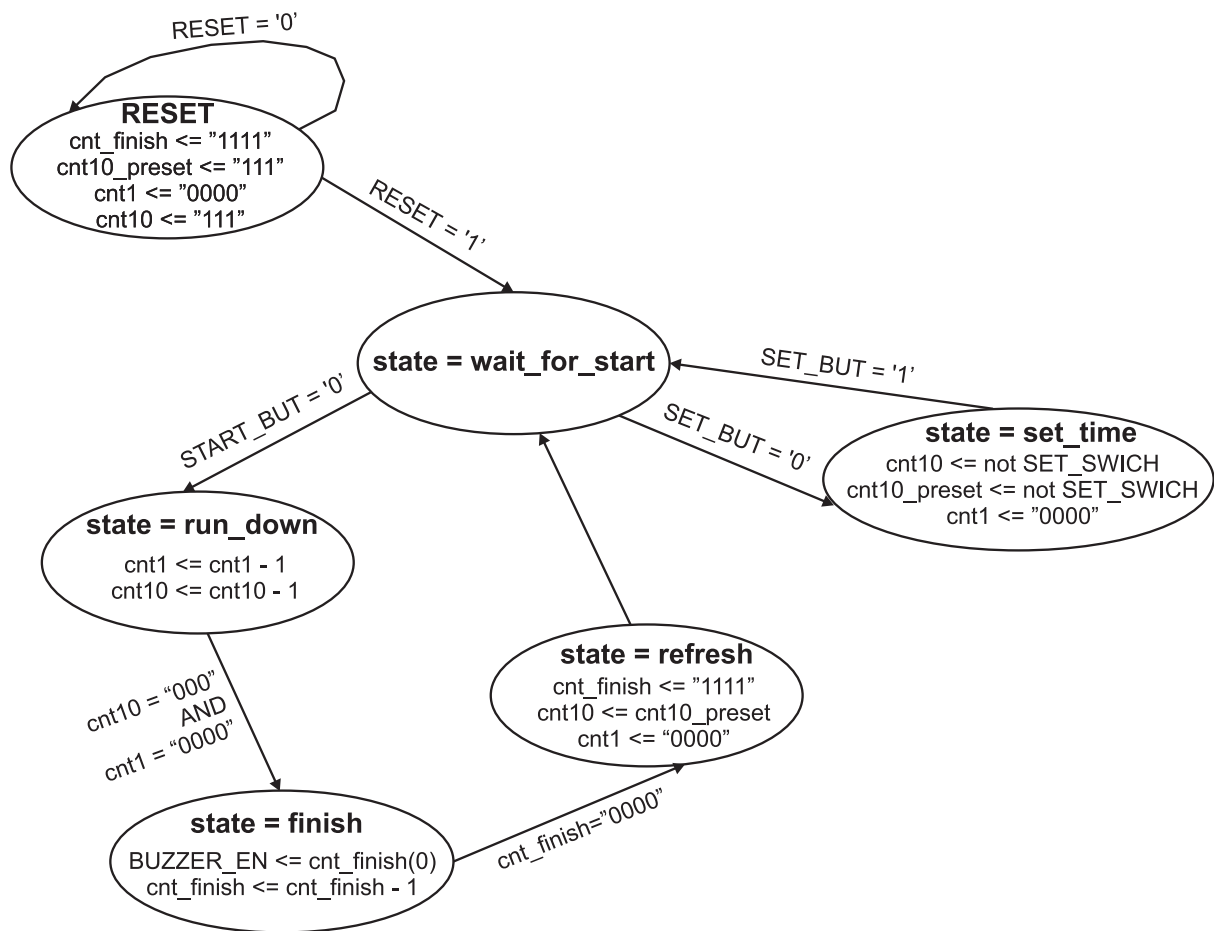 RESET = '0’
RESET
cnt_finish <= ”1111”
cnt10_preset <= ”111”
cnt1 <= ”0000”
cnt10 <= ”111”
RESET = '1’
state = wait_for_start
START_BUT = '0’
SET_BUT = '1’
SET_BUT = '0’
state = set_time
cnt10 <= not SET_SWICH
cnt10_preset <= not SET_SWICH
cnt1 <= ”0000”
state = run_down
cnt1 <= cnt1 - 1
cnt10 <= cnt10 - 1
cnt10 = “000”
AND
cnt1 = “0000”
state = refresh
cnt_finish <= ”1111”
cnt10 <= cnt10_preset
cnt1 <= “0000”
state = finish
BUZZER_EN <= cnt_finish(0)
cnt_finish <= cnt_finish - 1
cnt_finish=”0000”